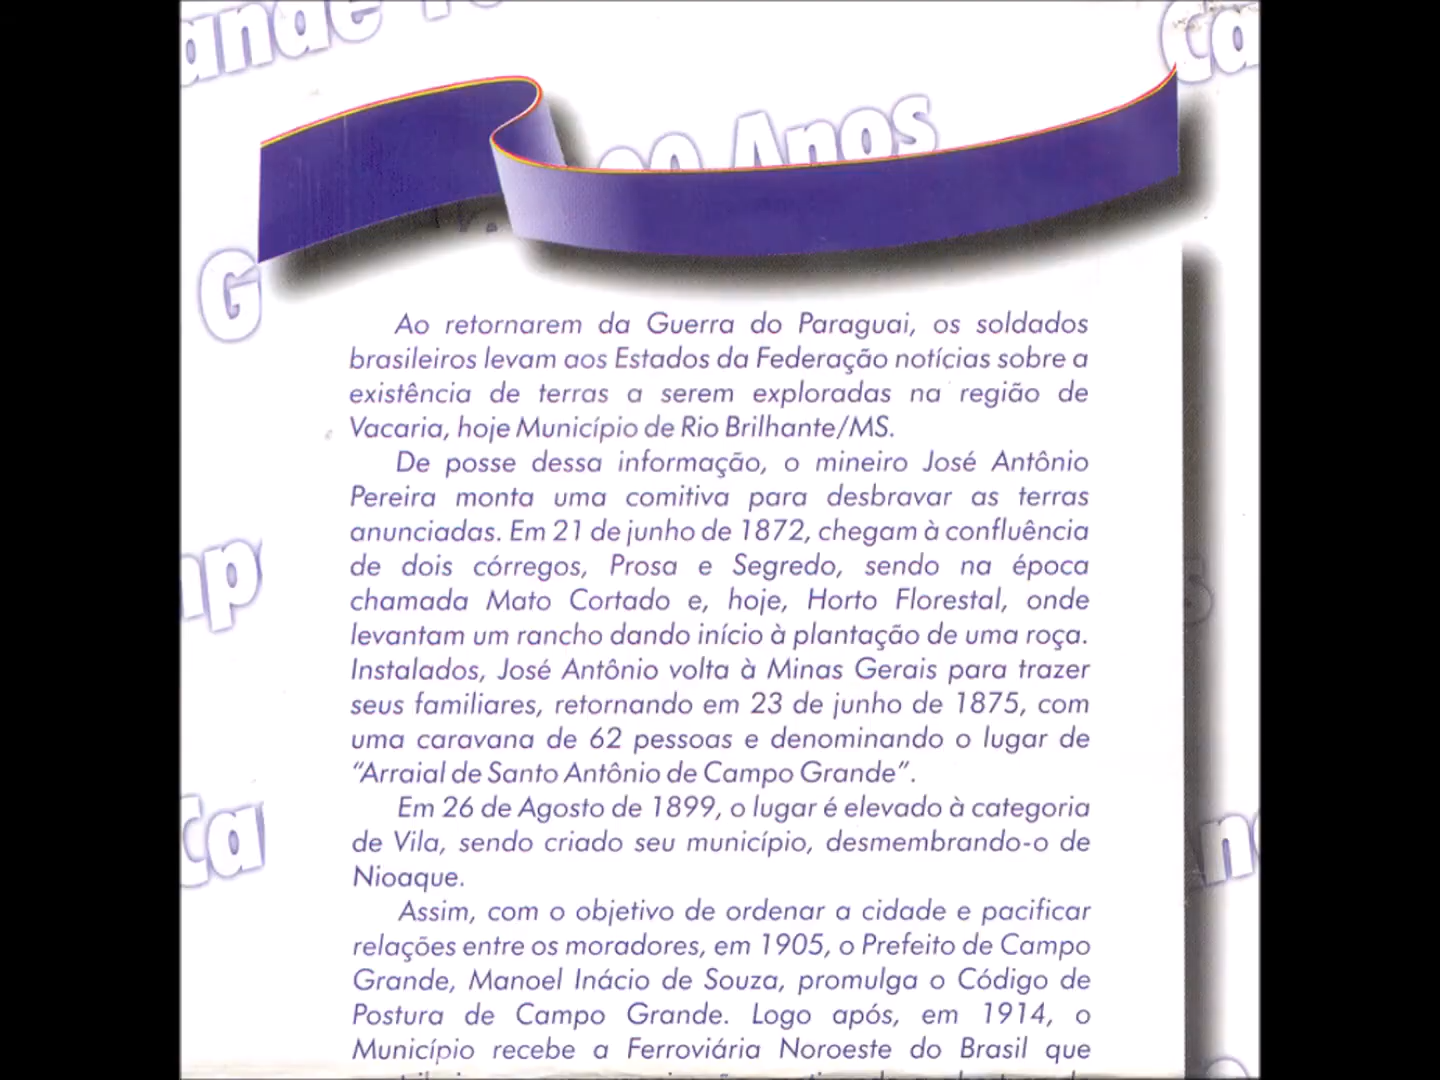 ande
Ca
00 Anos
G
Ao retornarem da Guerra do Paraguai, os soldados
brasileiros levam aos Estados da Federação notícias sobre a
existência de terras a serem exploradas na região de
Vacaria, hoje Município de Rio Brilhante/MS.
De posse dessa informação, o mineiro José Antônio
Pereira monta uma comitiva para desbravar as terras
anunciadas. Em 21 de junho de 1872, chegam à confluência
de dois córregos, Prosa e Segredo, sendo na época
chamada Mato Cortado e, hoje, Horto Florestal, onde
levantam um rancho dando início à plantação de uma roça.
Instalados, José Antônio volta à Minas Gerais para trazer
seus familiares, retornando em 23 de junho de 1875, com
uma caravana de 62 pessoas e denominando o lugar de
“Arraial de Santo Antônio de Campo Grande”.
Em 26 de Agosto de 1899, o lugar é elevado à categoria
de Vila, sendo criado seu município, desmembrando-o de
Nioaque.
Assim, com o objetivo de ordenar a cidade e pacificar
relações entre os moradores, em 1905, o Prefeito de Campo
Grande, Manoel Inácio de Souza, promulga o Código de
Postura de Campo Grande. Logo após, em 1914, o
Município recebe a Ferroviária Noroeste do Brasil que
mp
Ca